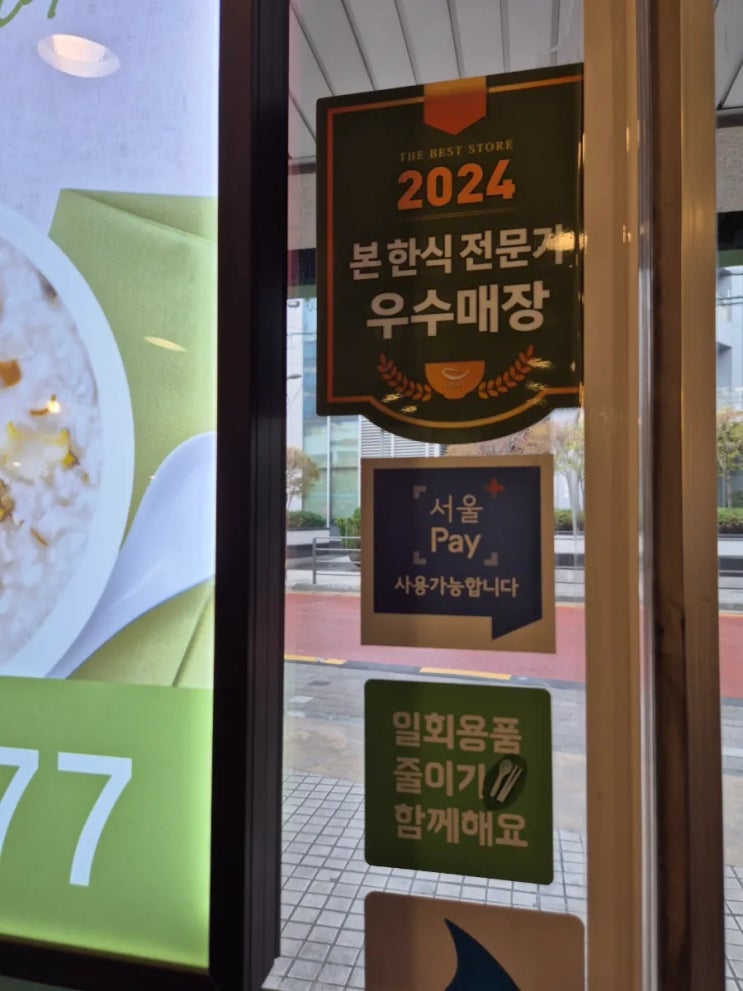 THE BEST STORE
2024
본 한식 전문가
우수매장
서울
Pay
사용가능합니다
일회용품
줄이기
함께해요
77